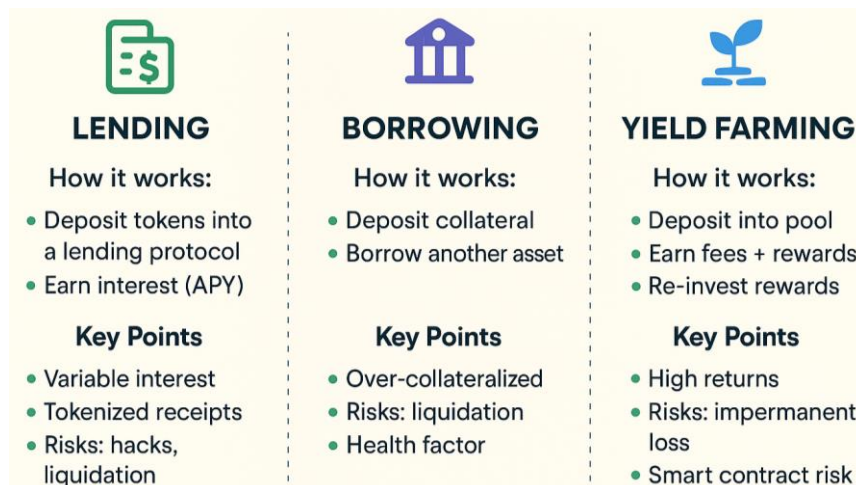 LENDING
How it works:
• Deposit tokens into
a lending protocol
• Earn interest (APY)
Key Points
• Variable interest
• Tokenized receipts
• Risks: hacks,
liquidation
BORROWING
How it works:
• Deposit collateral
• Borrow another asset
Key Points
• Over-collateralized
• Risks: liquidation
• Health factor
YIELD FARMING
How it works:
• Deposit into pool
• Earn fees + rewards
• Re-invest rewards
Key Points
• High returns
• Risks: impermanent
loss
• Smart contract risk